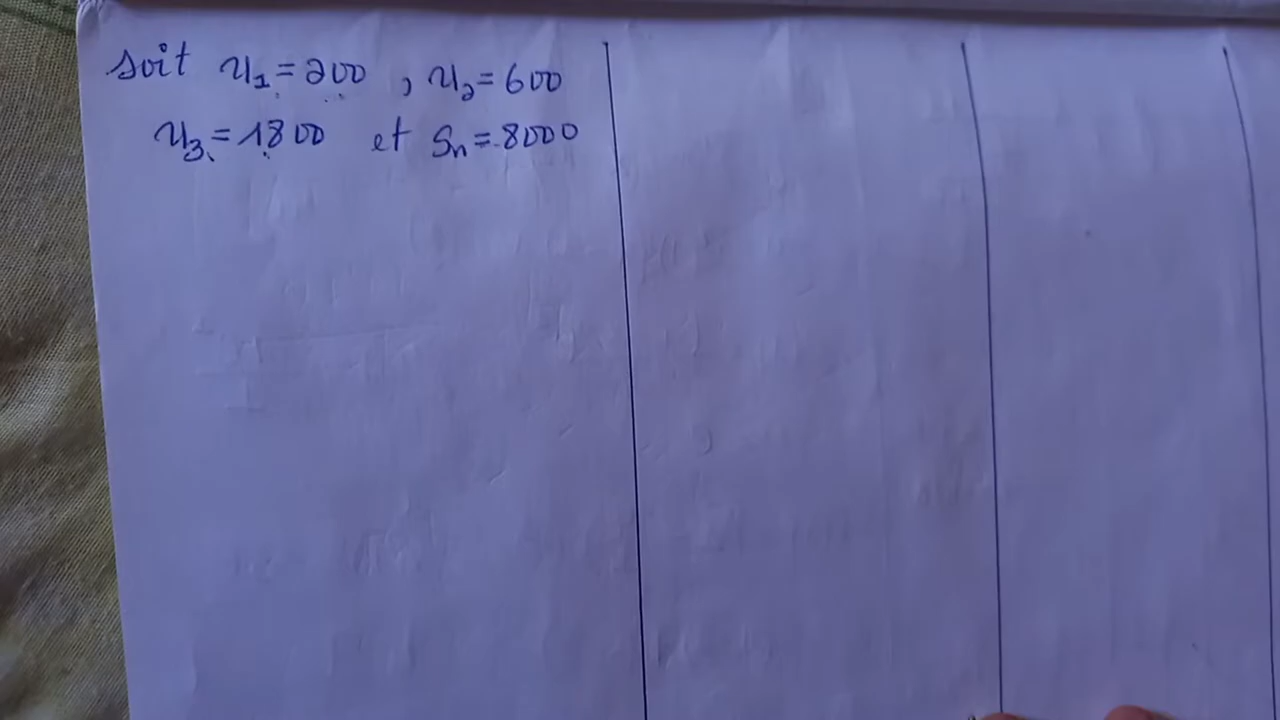 soit u₁ = 200 , u₂ = 600
u₃ = 1800 et Sn = 8000